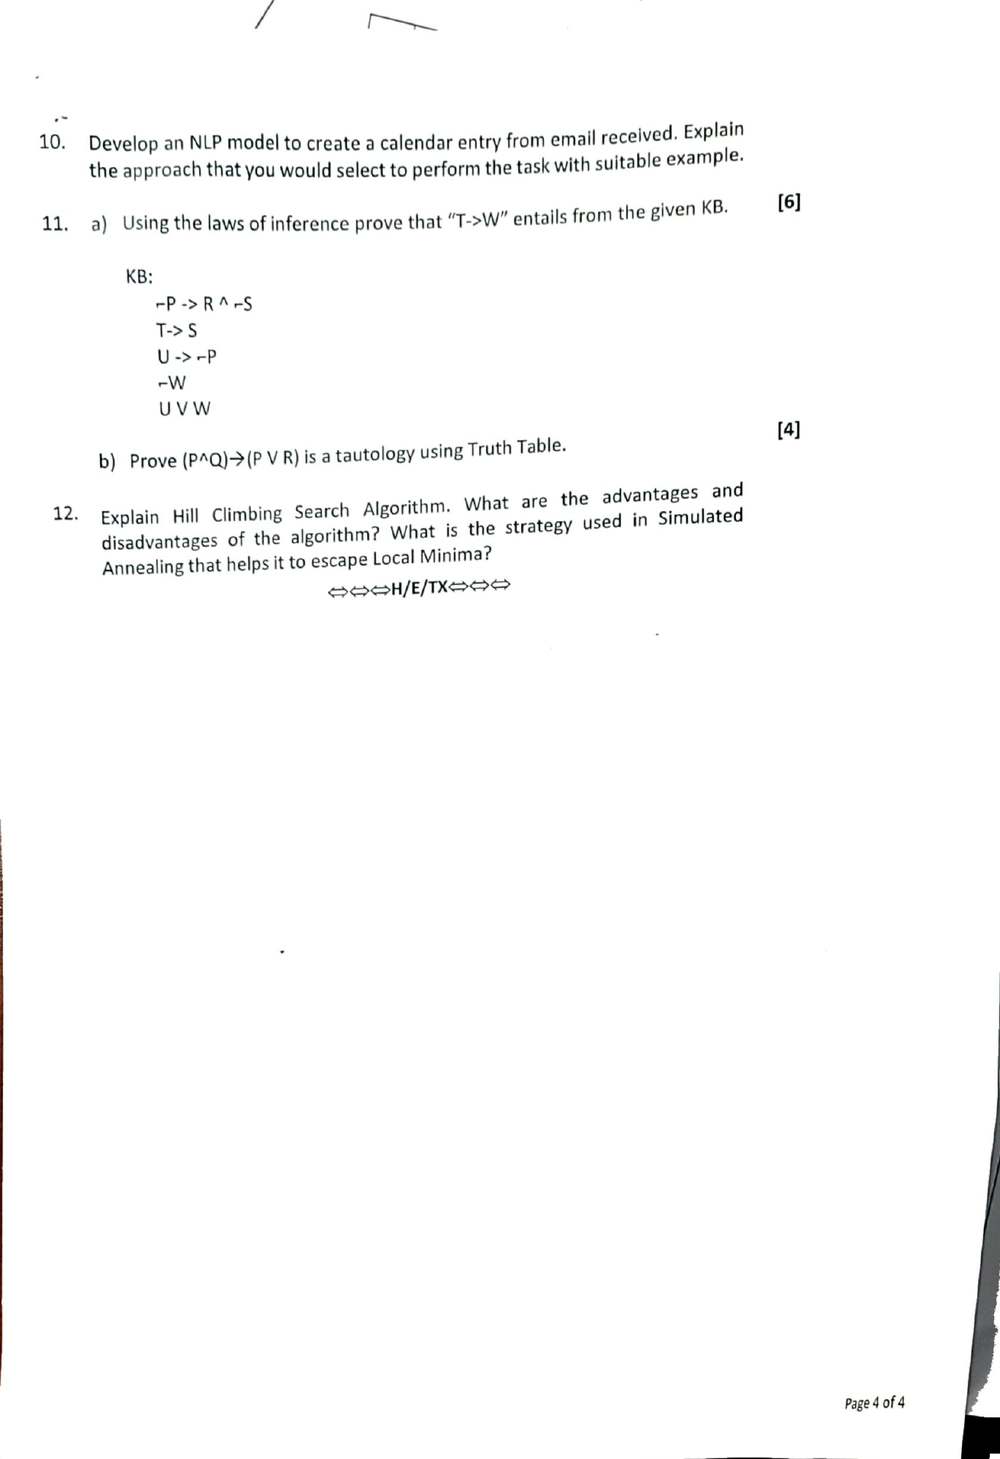 10. Develop an NLP model to create a calendar entry from email received. Explain
the approach that you would select to perform the task with suitable example.
11. a) Using the laws of inference prove that “T->W” entails from the given KB. [6]
KB:
⌐P -> R ^ ⌐S
T-> S
U -> ⌐P
⌐W
U V W
[4]
b) Prove (P^Q)→(P V R) is a tautology using Truth Table.
12. Explain Hill Climbing Search Algorithm. What are the advantages and
disadvantages of the algorithm? What is the strategy used in Simulated
Annealing that helps it to escape Local Minima?
⇔⇔⇔H/E/TX⇔⇔⇔
Page 4 of 4